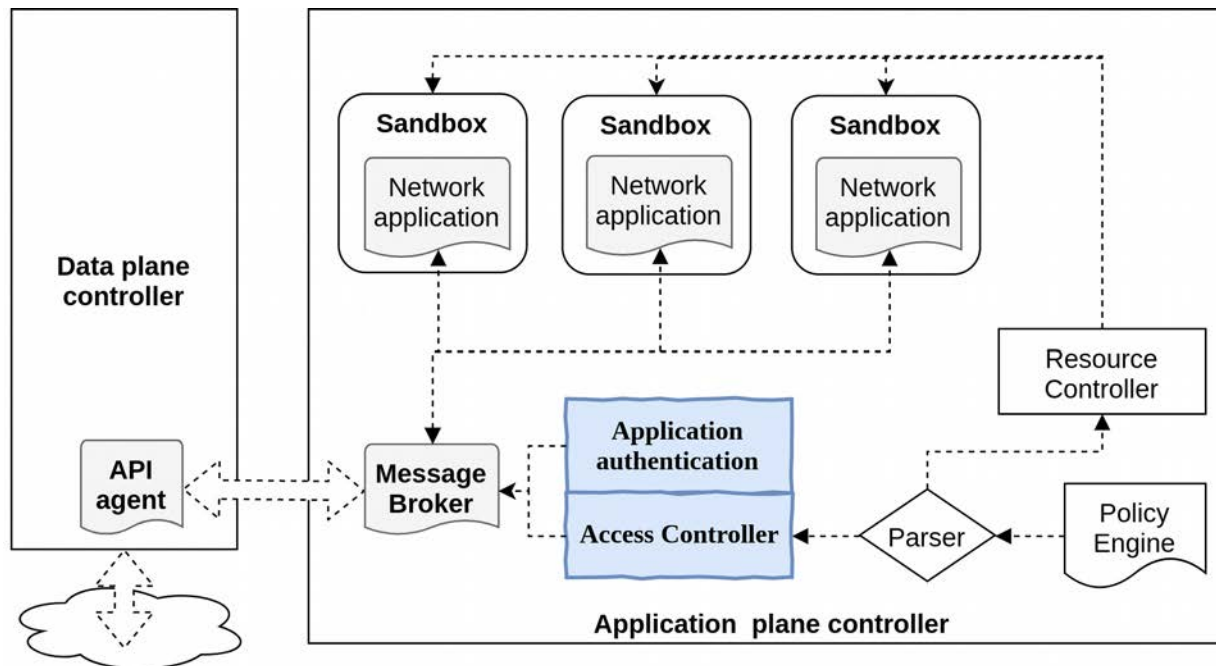 Sandbox
Sandbox
Sandbox
Network
application
Network
application
Network
application
Data plane
controller
Resource
Controller
Application
authentication
API
agent
Message
Broker
Access Controller
Parser
Policy
Engine
Application plane controller